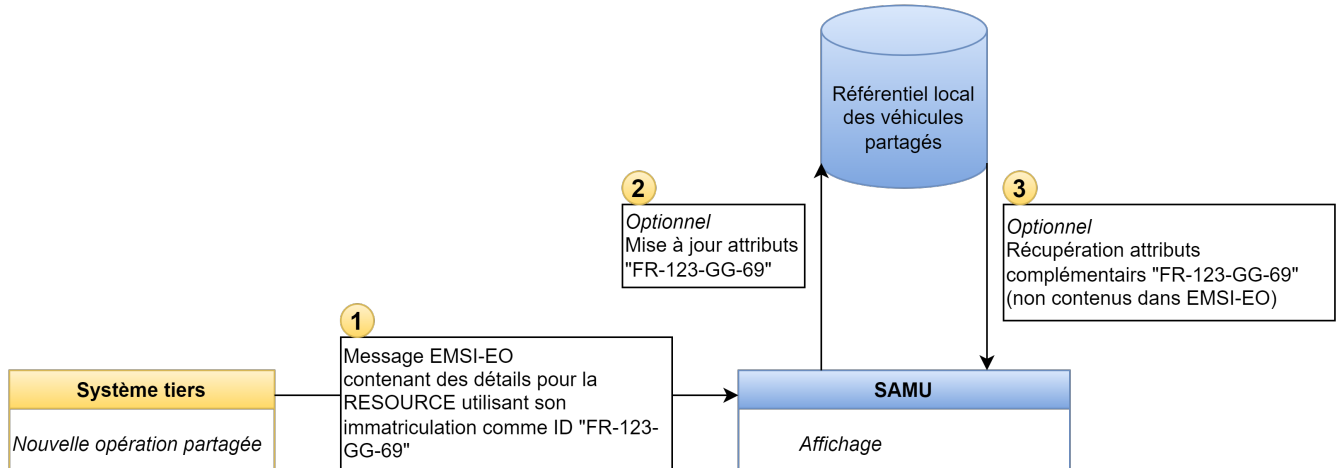 Référentiel local
des véhicules
partagés
2
Optionnel
Mise à jour attributs
"FR-123-GG-69"
3
Optionnel
Récupération attributs
complémentairs "FR-123-GG-69"
(non contenus dans EMSI-EO)
1
Message EMSI-EO
contenant des détails pour la
RESOURCE utilisant son
immatriculation comme ID "FR-123-
GG-69"
Système tiers
Nouvelle opération partagée
SAMU
Affichage